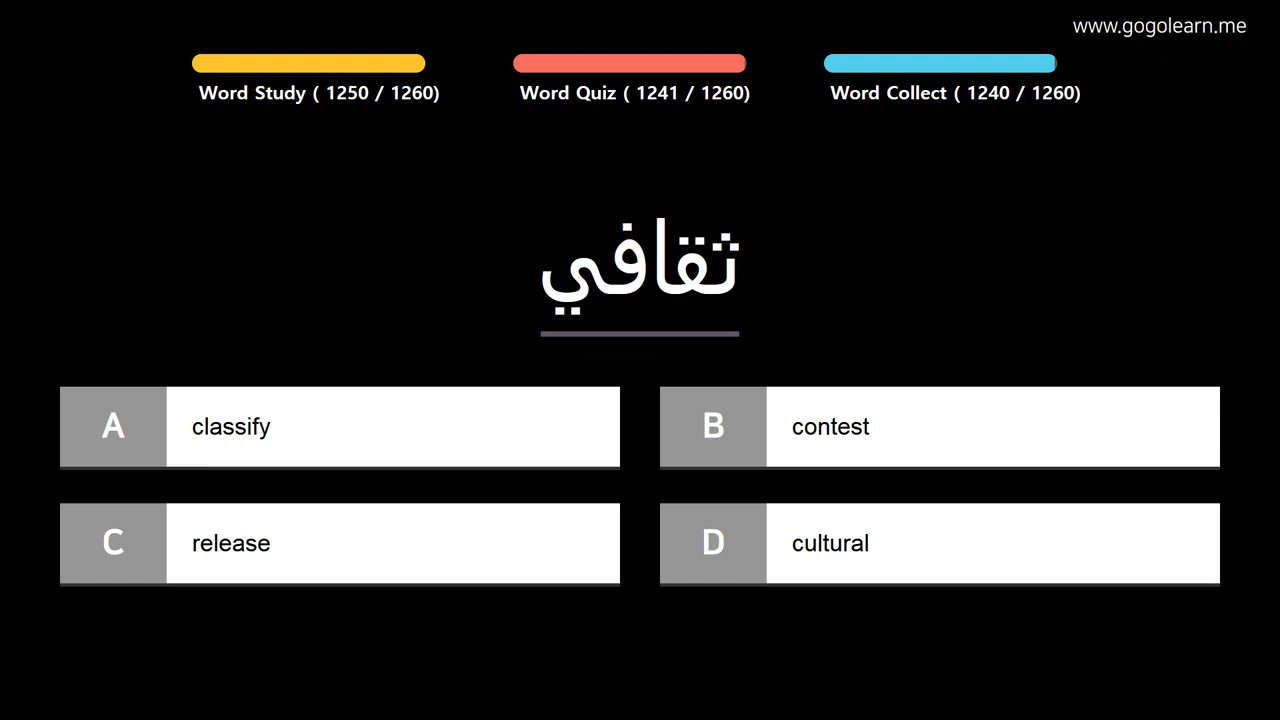 www.gogolearn.me
Word Study ( 1250 / 1260)
Word Quiz ( 1241 / 1260)
Word Collect ( 1240 / 1260)
ثقافي
A classify
B contest
C release
D cultural